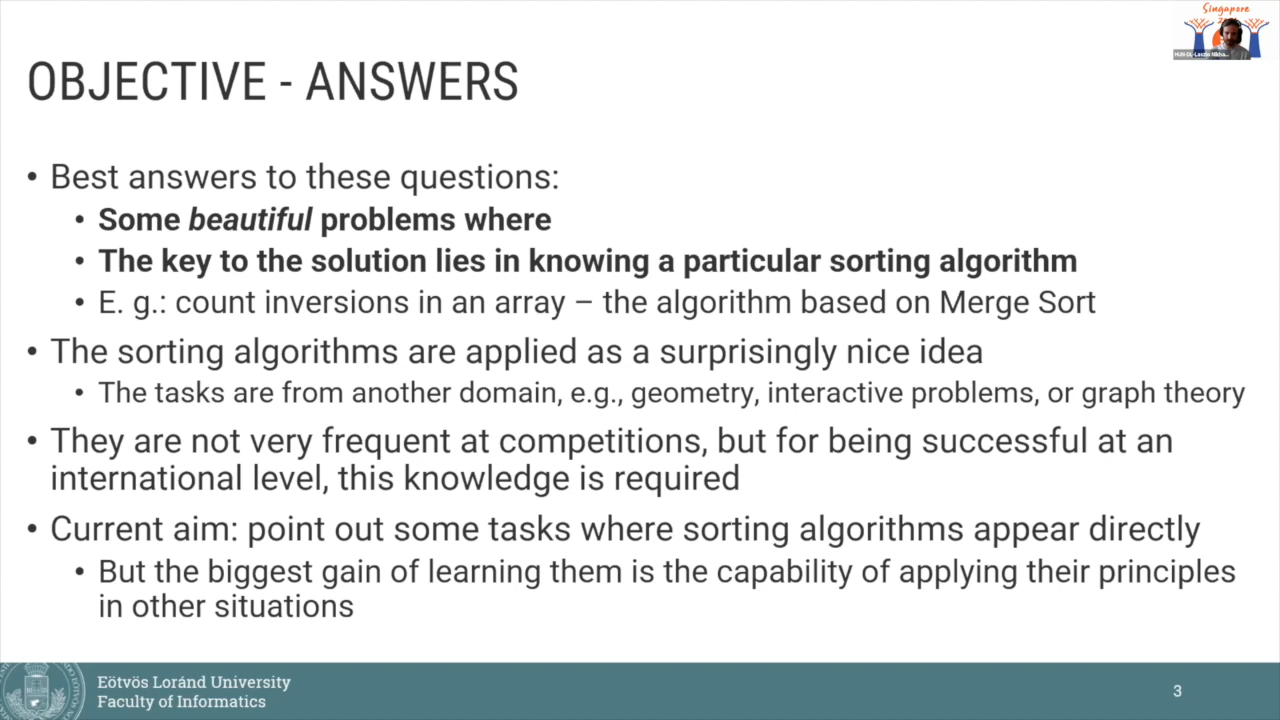 Singapore
OBJECTIVE - ANSWERS
• Best answers to these questions:
• Some beautiful problems where
• The key to the solution lies in knowing a particular sorting algorithm
• E. g.: count inversions in an array – the algorithm based on Merge Sort
• The sorting algorithms are applied as a surprisingly nice idea
• The tasks are from another domain, e.g., geometry, interactive problems, or graph theory
• They are not very frequent at competitions, but for being successful at an
international level, this knowledge is required
• Current aim: point out some tasks where sorting algorithms appear directly
• But the biggest gain of learning them is the capability of applying their principles
in other situations
Eötvös Loránd University
Faculty of Informatics
3